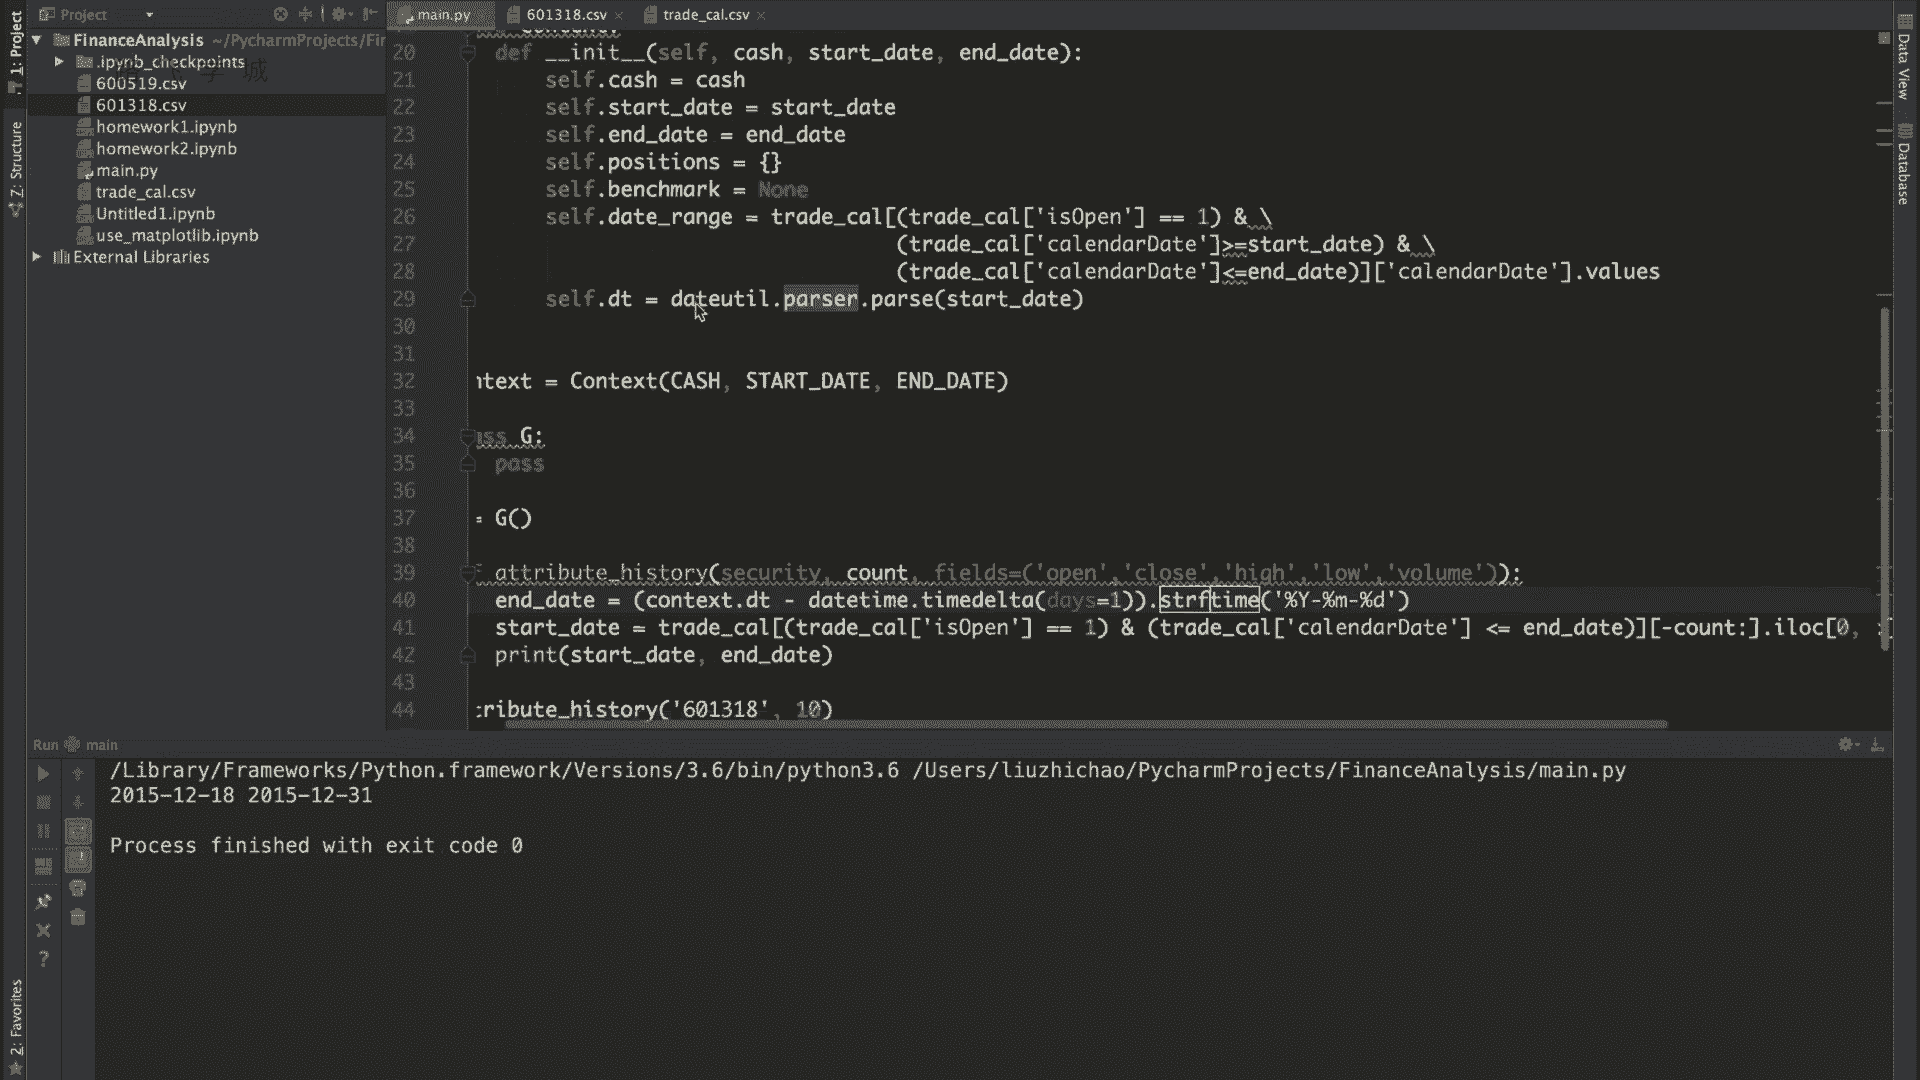 1: Project
Z: Structure
2: Favorites
Project
FinanceAnalysis ~/PycharmProjects/Fir
.ipynb_checkpoints
600519.csv
601318.csv
homework1.ipynb
homework2.ipynb
main.py
trade_cal.csv
Untitled1.ipynb
use_matplotlib.ipynb
External Libraries
main.py
601318.csv
trade_cal.csv
20 def __init__(self, cash, start_date, end_date):
21 self.cash = cash
22 self.start_date = start_date
23 self.end_date = end_date
24 self.positions = {}
25 self.benchmark = None
26 self.date_range = trade_cal[(trade_cal['isOpen'] == 1) & \
27 (trade_cal['calendarDate']>=start_date) & \
28 (trade_cal['calendarDate']<=end_date)]['calendarDate'].values
29 self.dt = dateutil.parser.parse(start_date)
30
31
32 ntext = Context(CASH, START_DATE, END_DATE)
33
34 ass G:
35 pass
36
37 = G()
38
39 attribute_history(security, count, fields=('open','close','high','low','volume')):
40 end_date = (context.dt - datetime.timedelta(days=1)).strftime('%Y-%m-%d')
41 start_date = trade_cal[(trade_cal['isOpen'] == 1) & (trade_cal['calendarDate'] <= end_date)][-count:].iloc[0,
42 print(start_date, end_date)
43
44 tribute_history('601318', 10)
Data View
Database
Run main
/Library/Frameworks/Python.framework/Versions/3.6/bin/python3.6 /Users/liuzhichao/PycharmProjects/FinanceAnalysis/main.py
2015-12-18 2015-12-31
Process finished with exit code 0